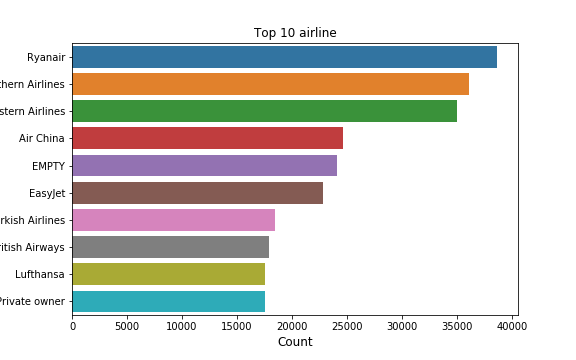 Top 10 airline
Ryanair
thern Airlines
stern Airlines
Air China
EMPTY
EasyJet
rkish Airlines
ritish Airways
Lufthansa
Private owner
0 5000 10000 15000 20000 25000 30000 35000 40000
Count